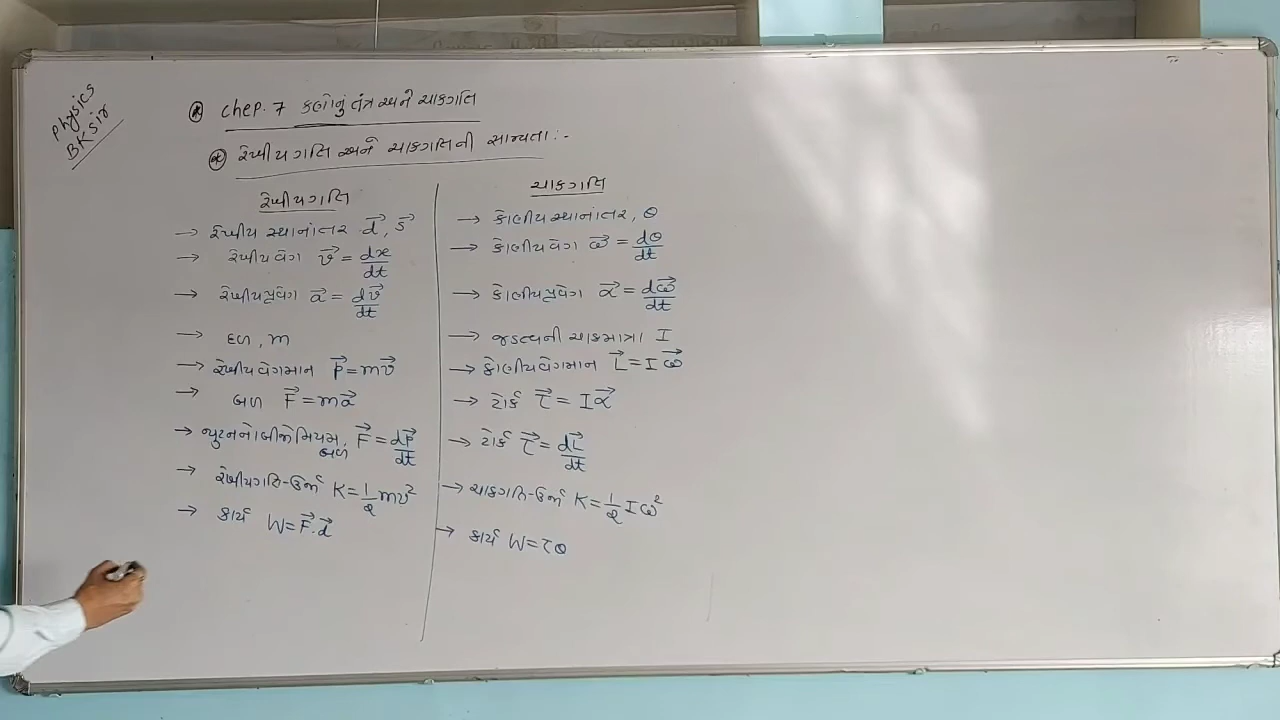 Physics
BK Sir
⊛ Chep. 7 કણોનું તંત્ર અને ચાકગતિ
⊛ રેખીય ગતિ અને ચાકગતિની સામ્યતા :-
રેખીયગતિ
→ રેખીય સ્થાનાંતર d⃗, s⃗
→ રેખીય વેગ v⃗ = dx/dt
→ રેખીયપ્રવેગ a⃗ = dv⃗/dt
→ દળ, m
→ રેખીયવેગમાન P⃗ = mv⃗
→ બળ F⃗ = ma⃗
→ ન્યુટનનો બીજો નિયમ, બળ F⃗ = dP⃗/dt
→ રેખીયગતિ-ઉર્જા K = 1/2 mv²
→ કાર્ય W = F⃗.d⃗
ચાકગતિ
→ કોણીય સ્થાનાંતર, θ
→ કોણીયવેગ ω⃗ = dθ/dt
→ કોણીયપ્રવેગ α⃗ = dω⃗/dt
→ જડત્વની ચાકમાત્રા I
→ કોણીયવેગમાન L⃗ = I ω⃗
→ ટોર્ક τ⃗ = Iα⃗
→ ટોર્ક τ⃗ = dL⃗/dt
→ ચાકગતિ-ઉર્જા K = 1/2 Iω²
→ કાર્ય W = τθ